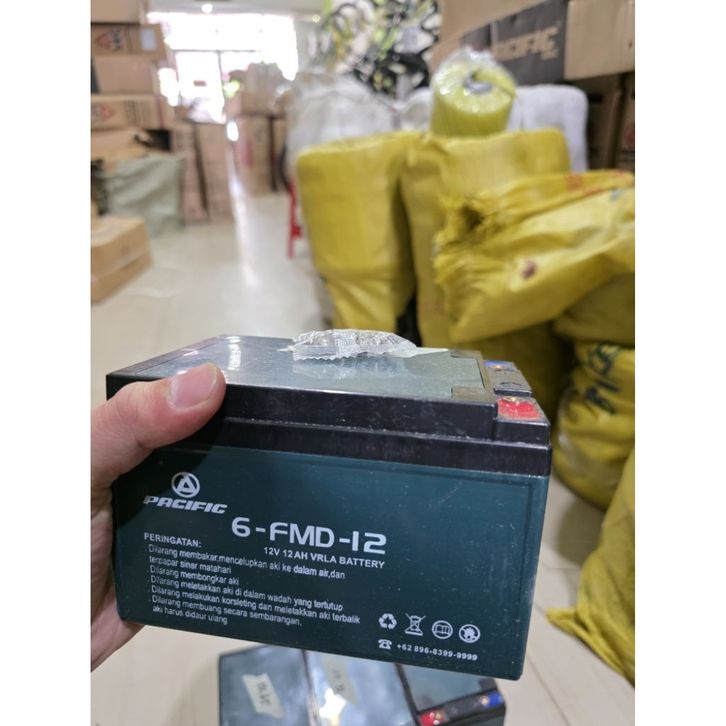 PACIFIC
PACIFIC
6-FMD-12
12V 12AH VRLA BATTERY
PERINGATAN:
. Dilarang membakar,mencelupkan aki ke dalam air,dan
terpapar sinar matahari
. Dilarang membongkar aki
. Dilarang meletakkan aki di dalam wadah yang tertutup
. Dilarang melakukan korsleting dan meletakkan aki terbalik
. Dilarang membuang secara sembarangan,
aki harus didaur ulang
☎ +62 896-8399-9999